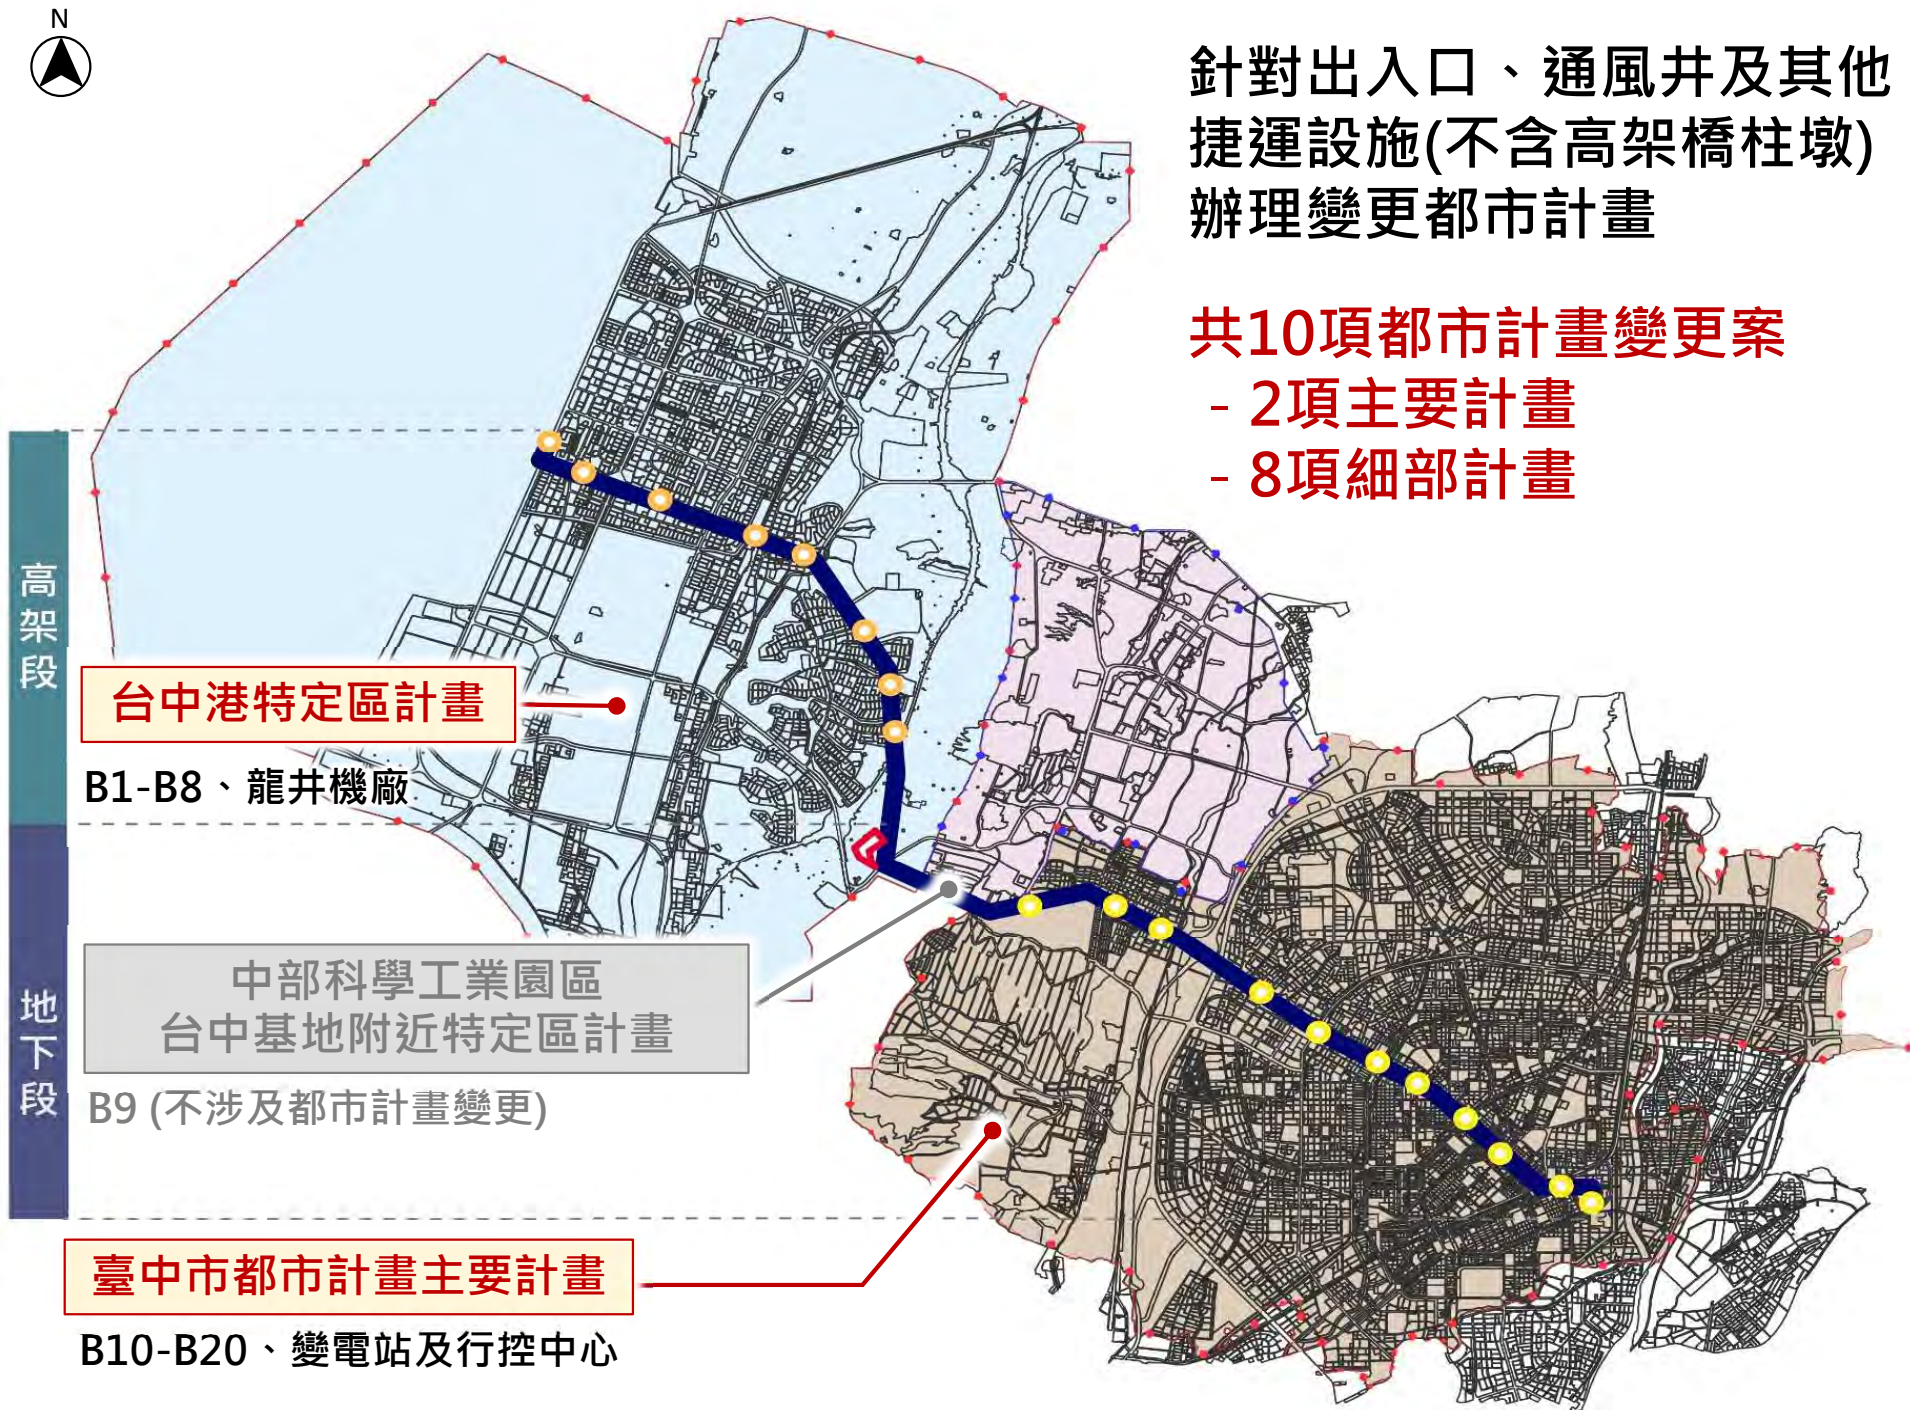 N
針對出入口、通風井及其他
捷運設施(不含高架橋柱墩)
辦理變更都市計畫
共10項都市計畫變更案
- 2項主要計畫
- 8項細部計畫
高架段
台中港特定區計畫
B1-B8、龍井機廠
地下段
中部科學工業園區
台中基地附近特定區計畫
B9 (不涉及都市計畫變更)
臺中市都市計畫主要計畫
B10-B20、變電站及行控中心